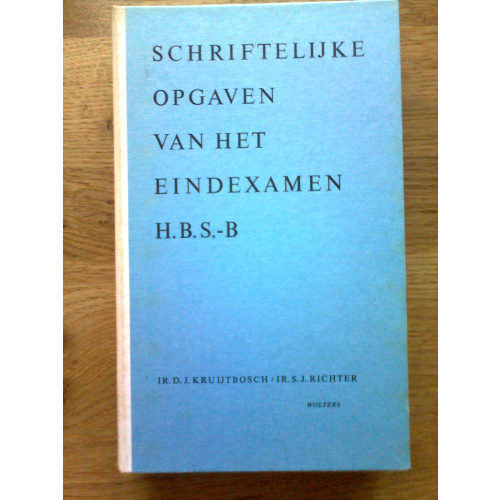 SCHRIFTELIJKE
OPGAVEN
VAN HET
EINDEXAMEN
H.B.S.-B
IR. D. J. KRUIJTBOSCH / IR. S. J. RICHTER
WOLTERS